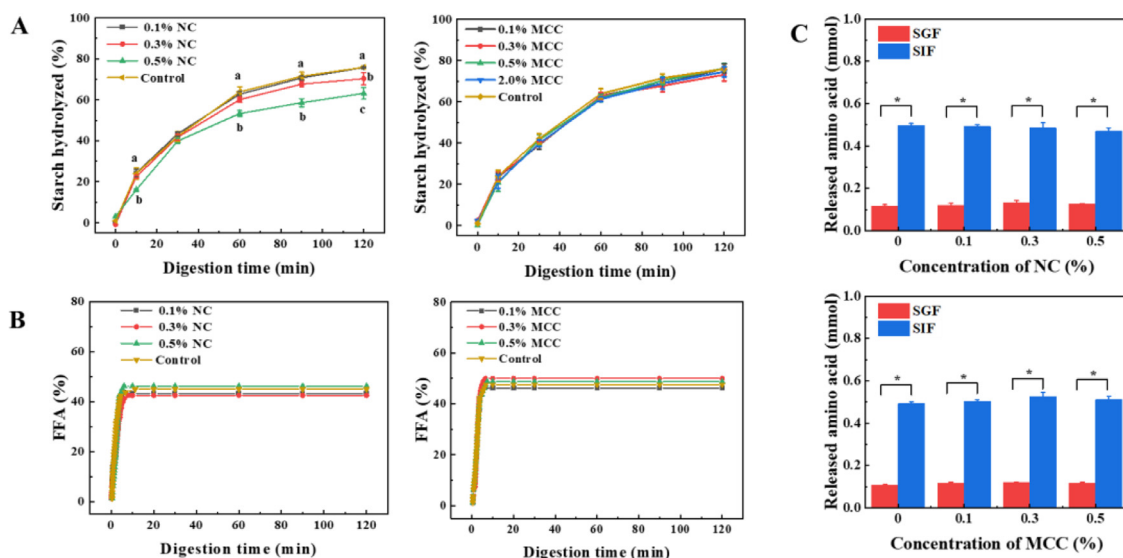 A
Starch hydrolyzed (%)
100
80
60
40
20
0
0.1% NC
0.3% NC
0.5% NC
Control
a
b
a
b
a
b
a
b
c
0
20
40
60
80
100
120
Digestion time (min)
Starch hydrolyzed (%)
100
80
60
40
20
0
0.1% MCC
0.3% MCC
0.5% MCC
2.0% MCC
Control
0
20
40
60
80
100
120
Digestion time (min)
B
FFA (%)
80
60
40
20
0
0.1% NC
0.3% NC
0.5% NC
Control
0
20
40
60
80
100
120
Digestion time (min)
FFA (%)
80
60
40
20
0
0.1% MCC
0.3% MCC
0.5% MCC
Control
0
20
40
60
80
100
120
Digestion time (min)
C
Released amino acid (mmol)
1.0
0.8
0.6
0.4
0.2
0.0
SGF
SIF
*
*
*
*
0
0.1
0.3
0.5
Concentration of NC (%)
Released amino acid (mmol)
1.0
0.8
0.6
0.4
0.2
0.0
SGF
SIF
*
*
*
*
0
0.1
0.3
0.5
Concentration of MCC (%)